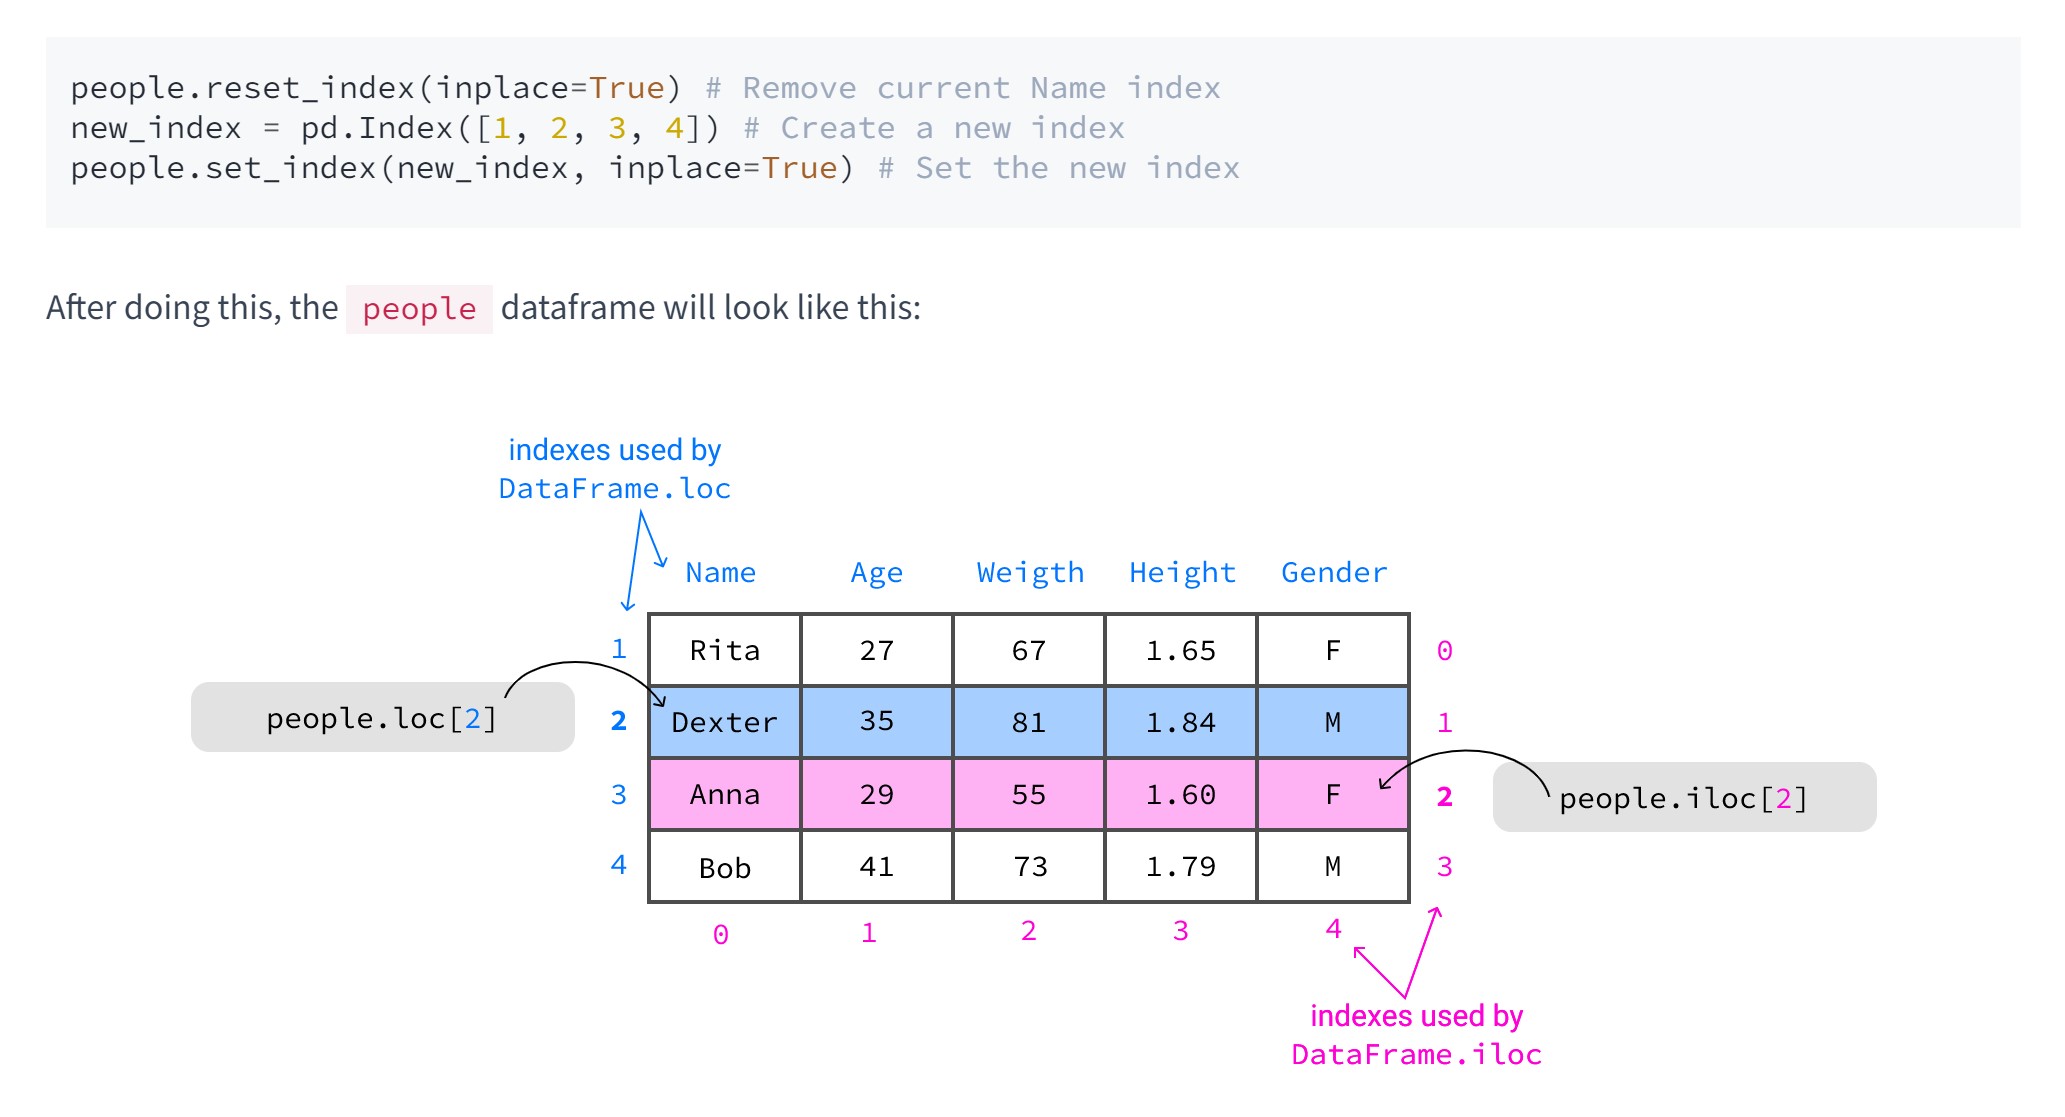 people.reset_index(inplace=True) # Remove current Name index
new_index = pd.Index([1, 2, 3, 4]) # Create a new index
people.set_index(new_index, inplace=True) # Set the new index
After doing this, the people dataframe will look like this:
indexes used by
DataFrame.loc
Name Age Weigth Height Gender
1 Rita 27 67 1.65 F 0
people.loc[2] 2 Dexter 35 81 1.84 M 1
3 Anna 29 55 1.60 F 2 people.iloc[2]
4 Bob 41 73 1.79 M 3
0 1 2 3 4
indexes used by
DataFrame.iloc